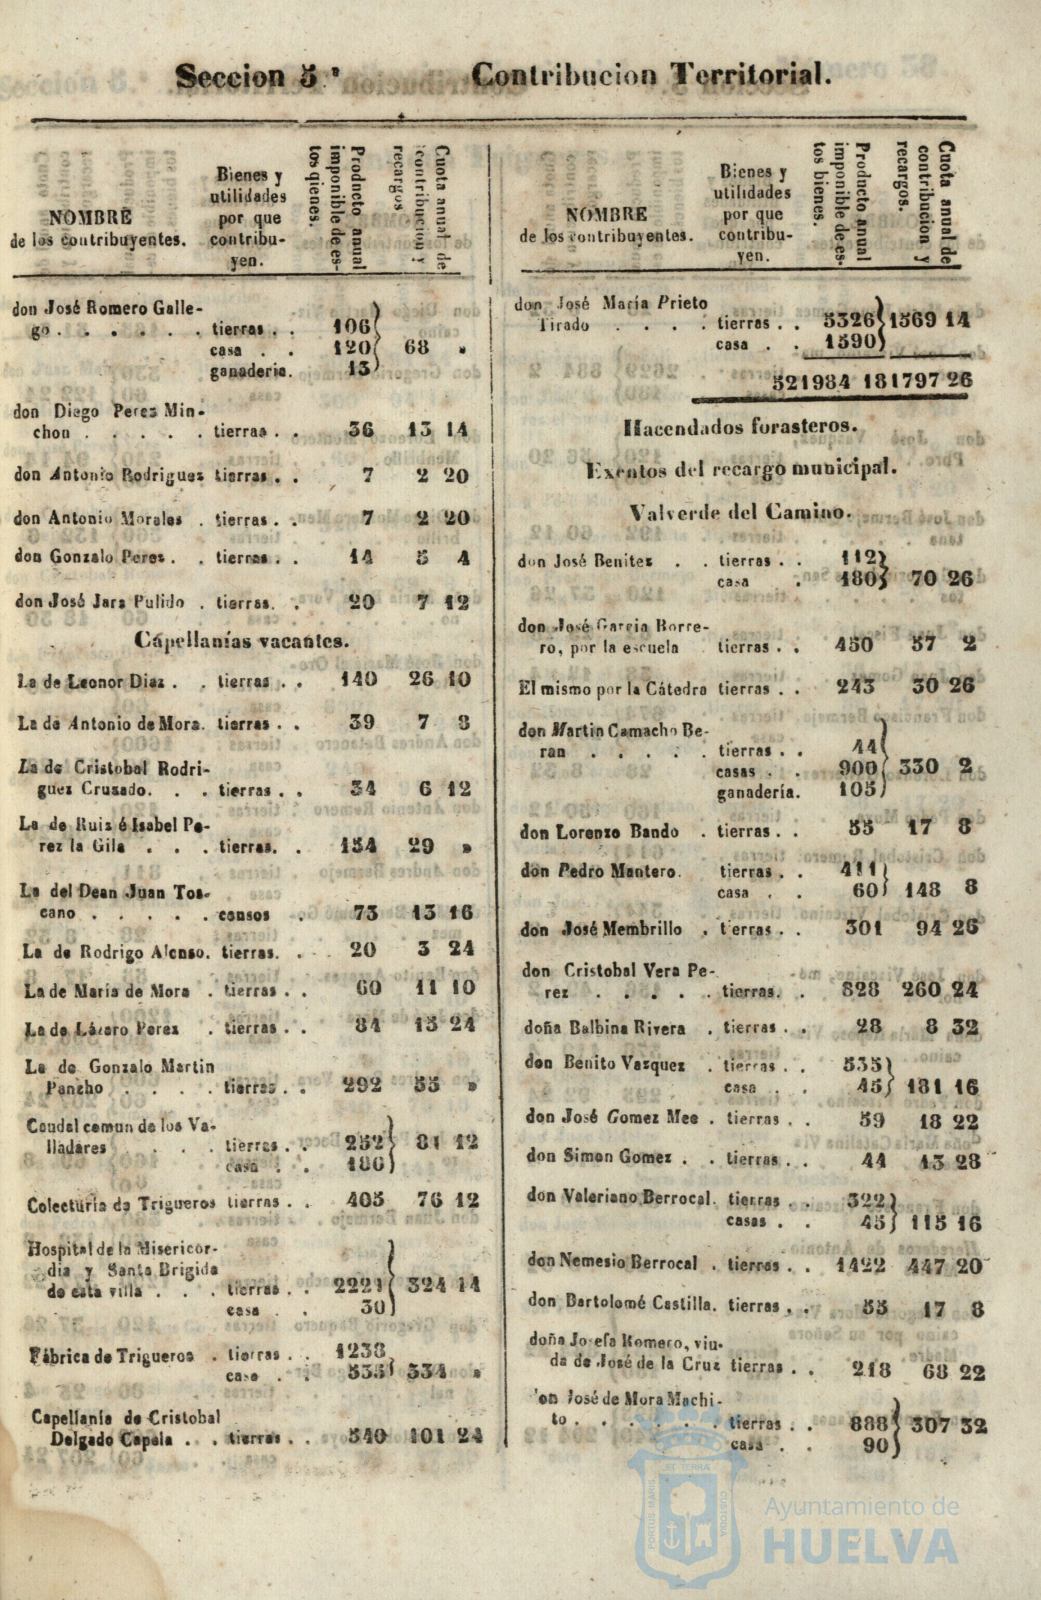 Seccion 5.ª Contribucion Territorial.
NOMBRE
de los contribuyentes.
Bienes y
utilidades
por que
contribu-
yen.
Producto anual
imponible de es-
tos bienes.
Cuota anual de
contribucion y
recargos
don José Romero Galle-
go . . . . . . tierras . . 106
casa . . 120 68 »
ganaderia. 13
don Diego Perez Min-
chon . . . . . tierras . . 36 13 14
don Antonio Rodriguez tierras . . 7 2 20
don Antonio Morales . tierras . . 7 2 20
don Gonzalo Perez . . tierras . . 14 5 4
don José Jara Pulido . tierras. . 20 7 12
Capellanías vacantes.
La de Leonor Diaz . . tierras . . 140 26 10
La de Antonio de Mora. tierras . . 39 7 8
La de Cristobal Rodri-
guez Cruzado. . . tierras . . 34 6 12
La de Ruiz é Isabel Pe-
rez la Gila . . . tierras. . 154 29 »
La del Dean Juan Tos-
cano . . . . . censos . 73 13 16
La de Rodrigo Alonso. tierras. . 20 3 24
La de María de Mora . tierras . . 60 11 10
La de Lázaro Perez . tierras . . 84 15 24
La de Gonzalo Martin
Pancho . . . . tierras . . 292 55 »
Caudal comun de los Va-
lladares . . . tierras . . 252 81 12
casa . . 180
Colecturía de Trigueros tierras . . 405 76 12
Hospital de la Misericor-
dia y Santa Brigida
de esta villa . . . tierras . . 2221 324 14
casa . . 30
Fábrica de Trigueros . tierras . . 1238
casa . . 535 334 »
Capellanía de Cristobal
Delgado Capela . . . tierras . . 540 101 24
NOMBRE
de los contribuyentes.
Bienes y
utilidades
por que
contribu-
yen.
Producto anual
imponible de es-
tos bienes.
Cuota anual de
contribucion y
recargos.
don José María Prieto
Tirado . . . . tierras . . 5326 1569 14
casa . . 1590
521984 181797 26
Hacendados forasteros.
Exentos del recargo municipal.
Valverde del Camino.
don José Benitez . . tierras . . 112
casa . 180 70 26
don José Garcia Borre-
ro, por la escuela tierras . . 450 57 2
El mismo por la Cátedra tierras . . 243 30 26
don Martin Camacho Be-
ran . . . . . tierras . . 44
casas . . 900 330 2
ganadería. 105
don Lorenzo Bando . tierras . . 55 17 8
don Pedro Mantero. tierras . . 411
casa . . 60 148 8
don José Membrillo . tierras . . 301 94 26
don Cristobal Vera Pe-
rez . . . . . tierras. . 828 260 24
doña Balbina Rivera . tierras . . 28 8 32
don Benito Vazquez . tierras . . 535
casa . . 45 181 16
don José Gomez Mee . tierras . 59 18 22
don Simon Gomez . . tierras . . 44 13 28
don Valeriano Berrocal. tierras . . 322
casas . . 45 115 16
don Nemesio Berrocal . tierras . . 1422 447 20
don Bartolomé Castilla. tierras . . 55 17 8
doña Josefa Romero, viu-
da de José de la Cruz tierras . . 218 68 22
on José de Mora Machi-
to . . . . . . tierras . . 888 307 32
casa . . 90
ET TERRÆ
PORTUS MARIS
CUSTODIA
Ayuntamiento de
HUELVA